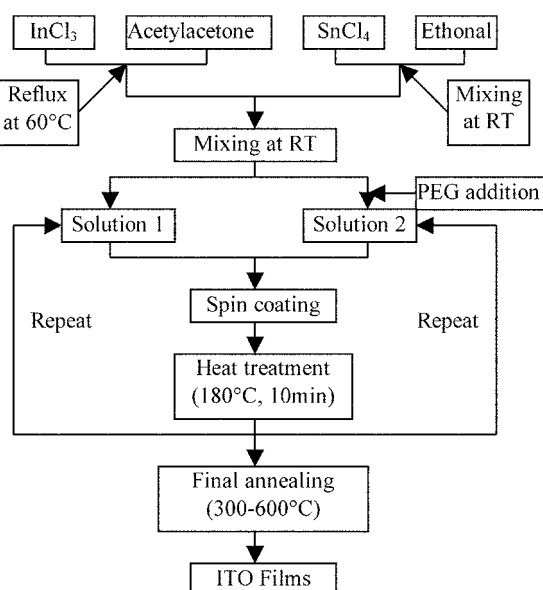 InCl₃
Acetylacetone
SnCl₄
Ethonal
Reflux
at 60°C
Mixing
at RT
Mixing at RT
PEG addition
Solution 1
Solution 2
Spin coating
Repeat
Repeat
Heat treatment
(180°C, 10min)
Final annealing
(300-600°C)
ITO Films